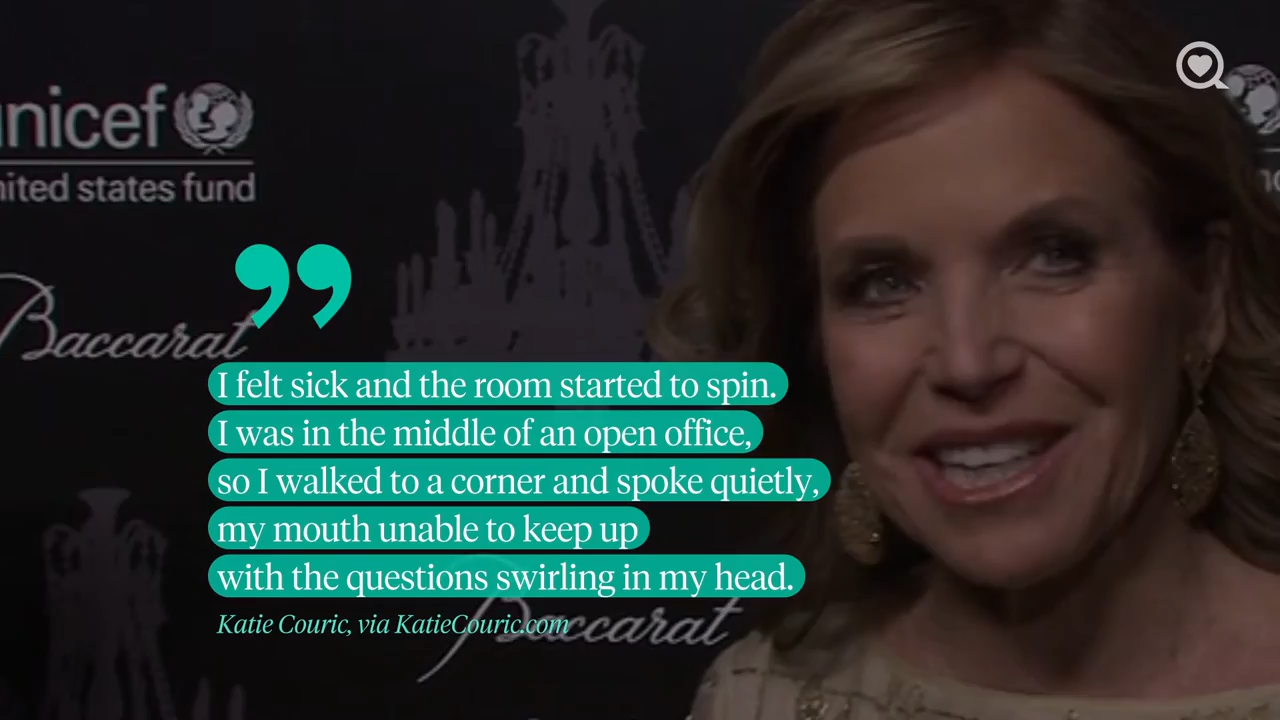 unicef
united states fund
Baccarat
”
I felt sick and the room started to spin.
I was in the middle of an open office,
so I walked to a corner and spoke quietly,
my mouth unable to keep up
with the questions swirling in my head.
Katie Couric, via KatieCouric.com
Baccarat